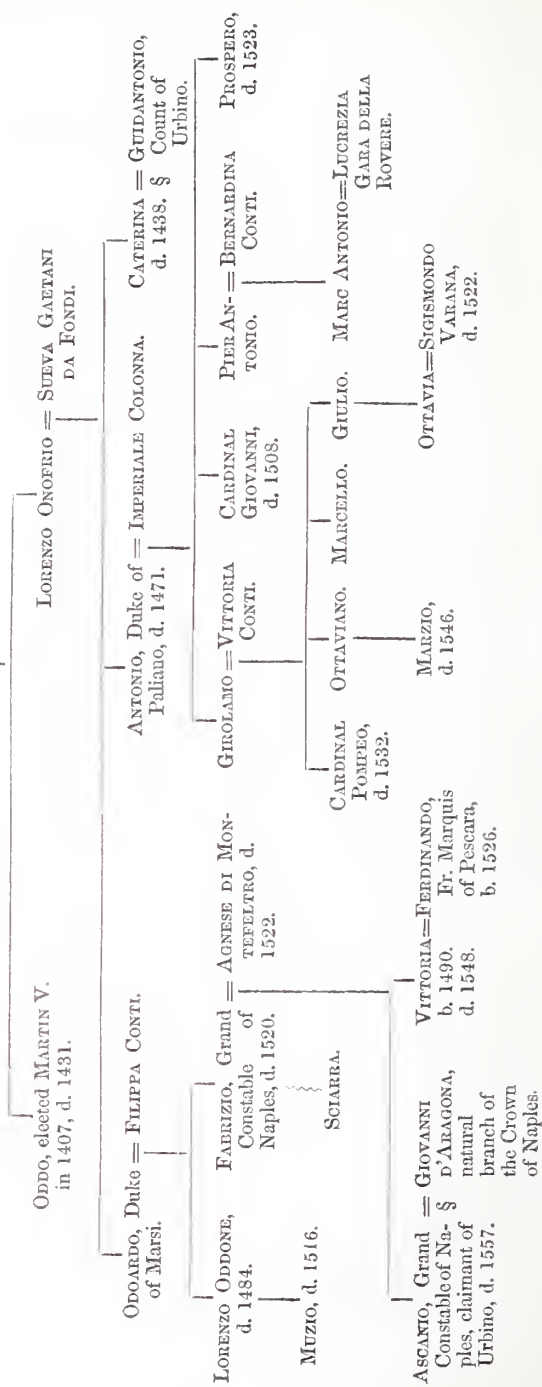 ODDO, elected MARTIN V.
in 1407, d. 1431.
LORENZO ONOFRIO = SUEVA GAETANI
DA FONDI.
ODOARDO, Duke = FILIPPA CONTI.
of Marsi.
ANTONIO, Duke of = IMPERIALE COLONNA.
Paliano, d. 1471.
CATERINA = GUIDANTONIO,
d. 1438. § Count of
Urbino.
LORENZO ODDONE,
d. 1484.
FABRIZIO, Grand = AGNESE DI MON-
Constable of TEFELTRO, d.
Naples, d. 1520. 1522.
GIROLAMO = VITTORIA
CONTI.
CARDINAL
GIOVANNI,
d. 1508.
PIER AN- = BERNARDINA
TONIO. CONTI.
PROSPERO,
d. 1523.
MUZIO, d. 1516.
SCIARRA.
CARDINAL
POMPEO,
d. 1532.
OTTAVIANO.
MARCELLO.
GIULIO.
MARC ANTONIO=LUCREZIA
GARA DELLA
ROVERE.
ASCANIO, Grand = GIOVANNI
Constable of Na- § D'ARAGONA,
ples, claimant of natural
Urbino, d. 1557. branch of
the Crown
of Naples.
VITTORIA=FERDINANDO,
b. 1490. Fr. Marquis
d. 1548. of Pescara,
b. 1526.
MARZIO,
d. 1546.
OTTAVIA=SIGISMONDO
VARANA,
d. 1522.